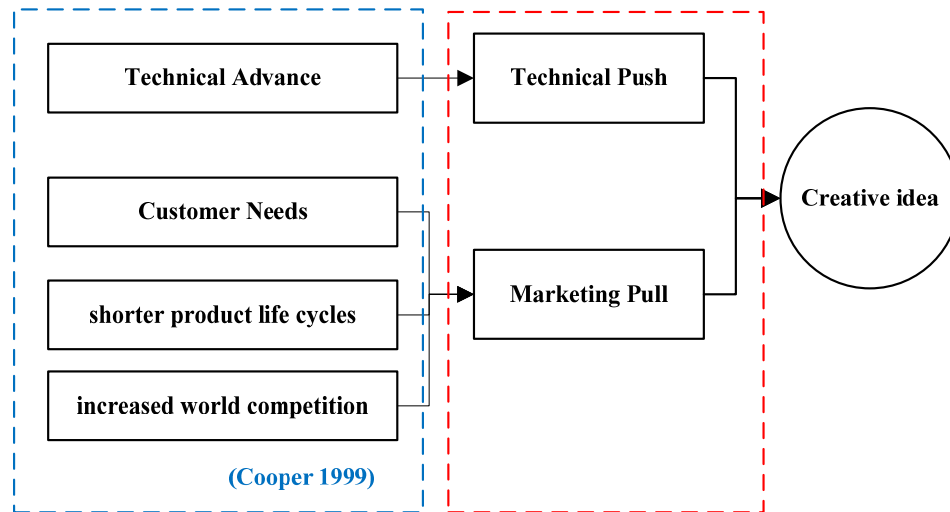 Technical Advance
Technical Push
Customer Needs
Creative idea
shorter product life cycles
Marketing Pull
increased world competition
(Cooper 1999)